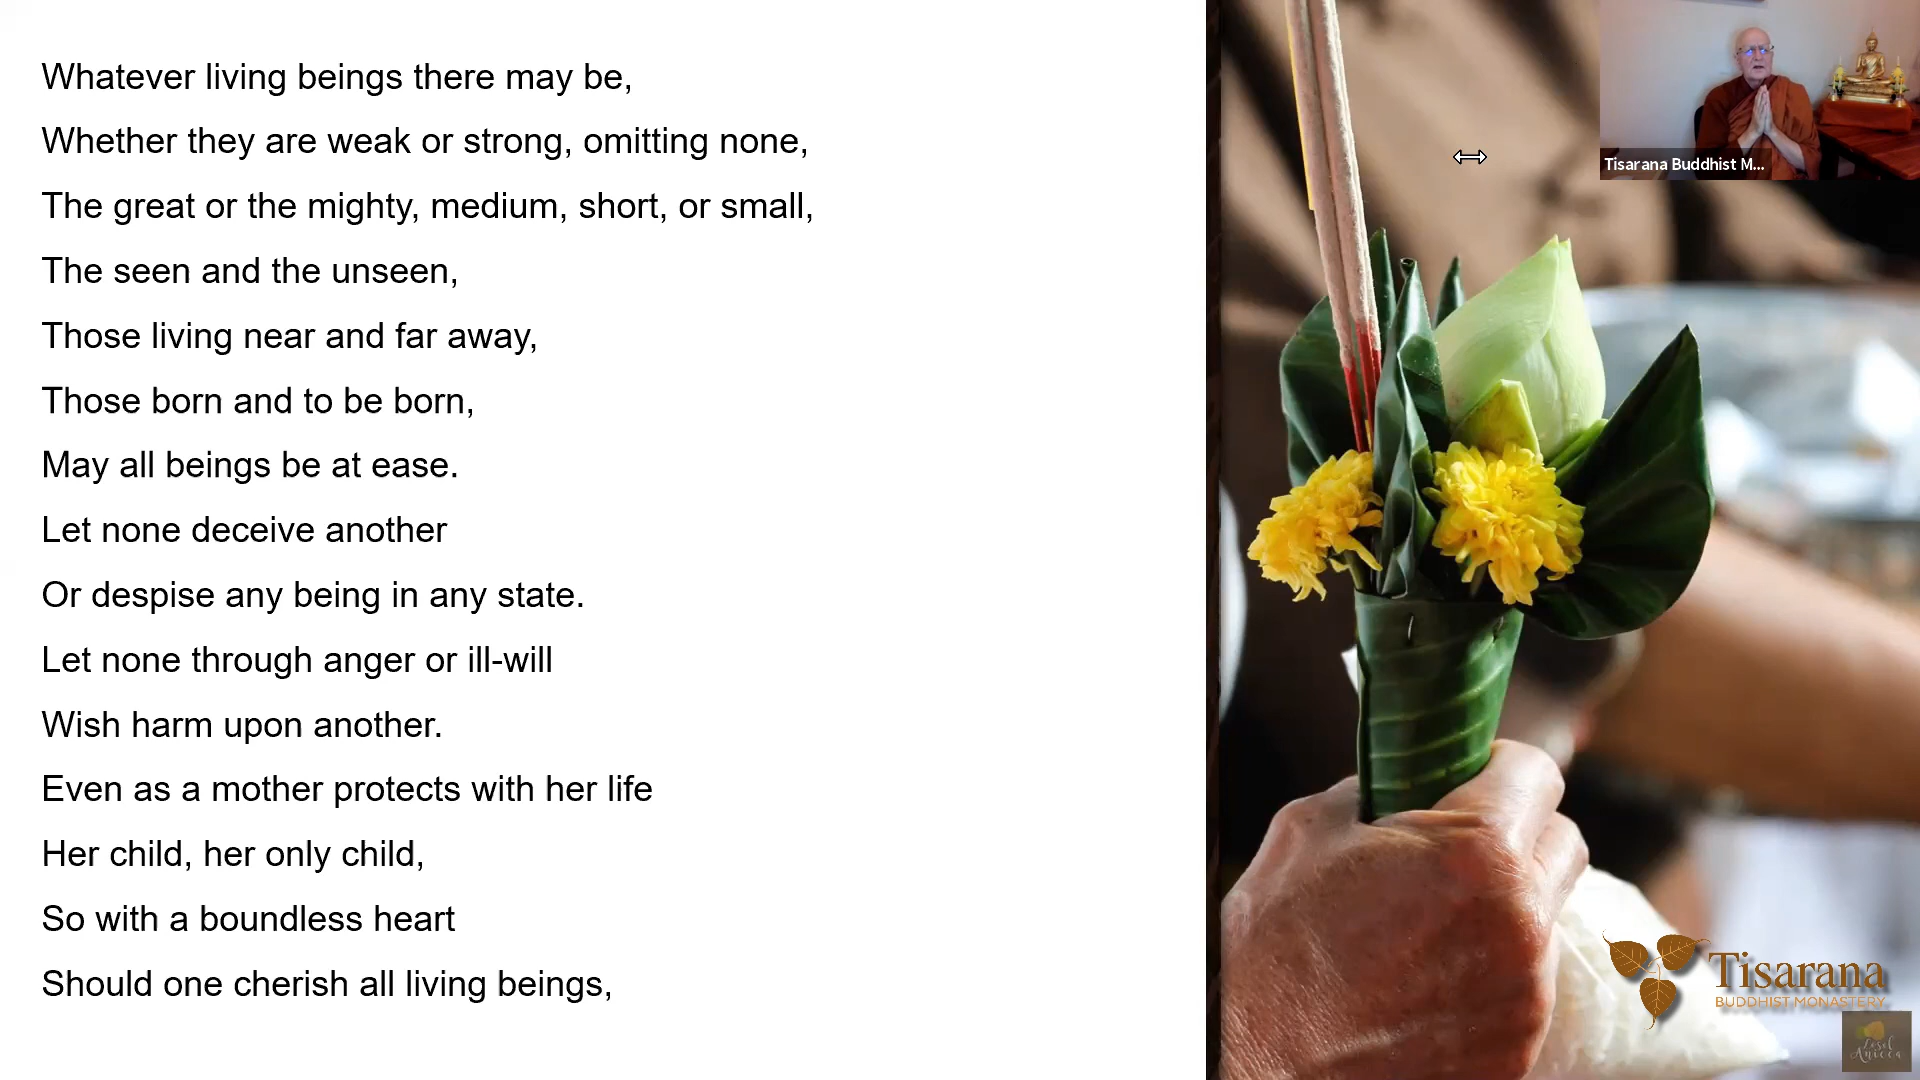 Whatever living beings there may be,
Whether they are weak or strong, omitting none,
The great or the mighty, medium, short, or small,
The seen and the unseen,
Those living near and far away,
Those born and to be born,
May all beings be at ease.
Let none deceive another
Or despise any being in any state.
Let none through anger or ill-will
Wish harm upon another.
Even as a mother protects with her life
Her child, her only child,
So with a boundless heart
Should one cherish all living beings,
Tisarana Buddhist M...
Tisarana
BUDDHIST MONASTERY
Anicca